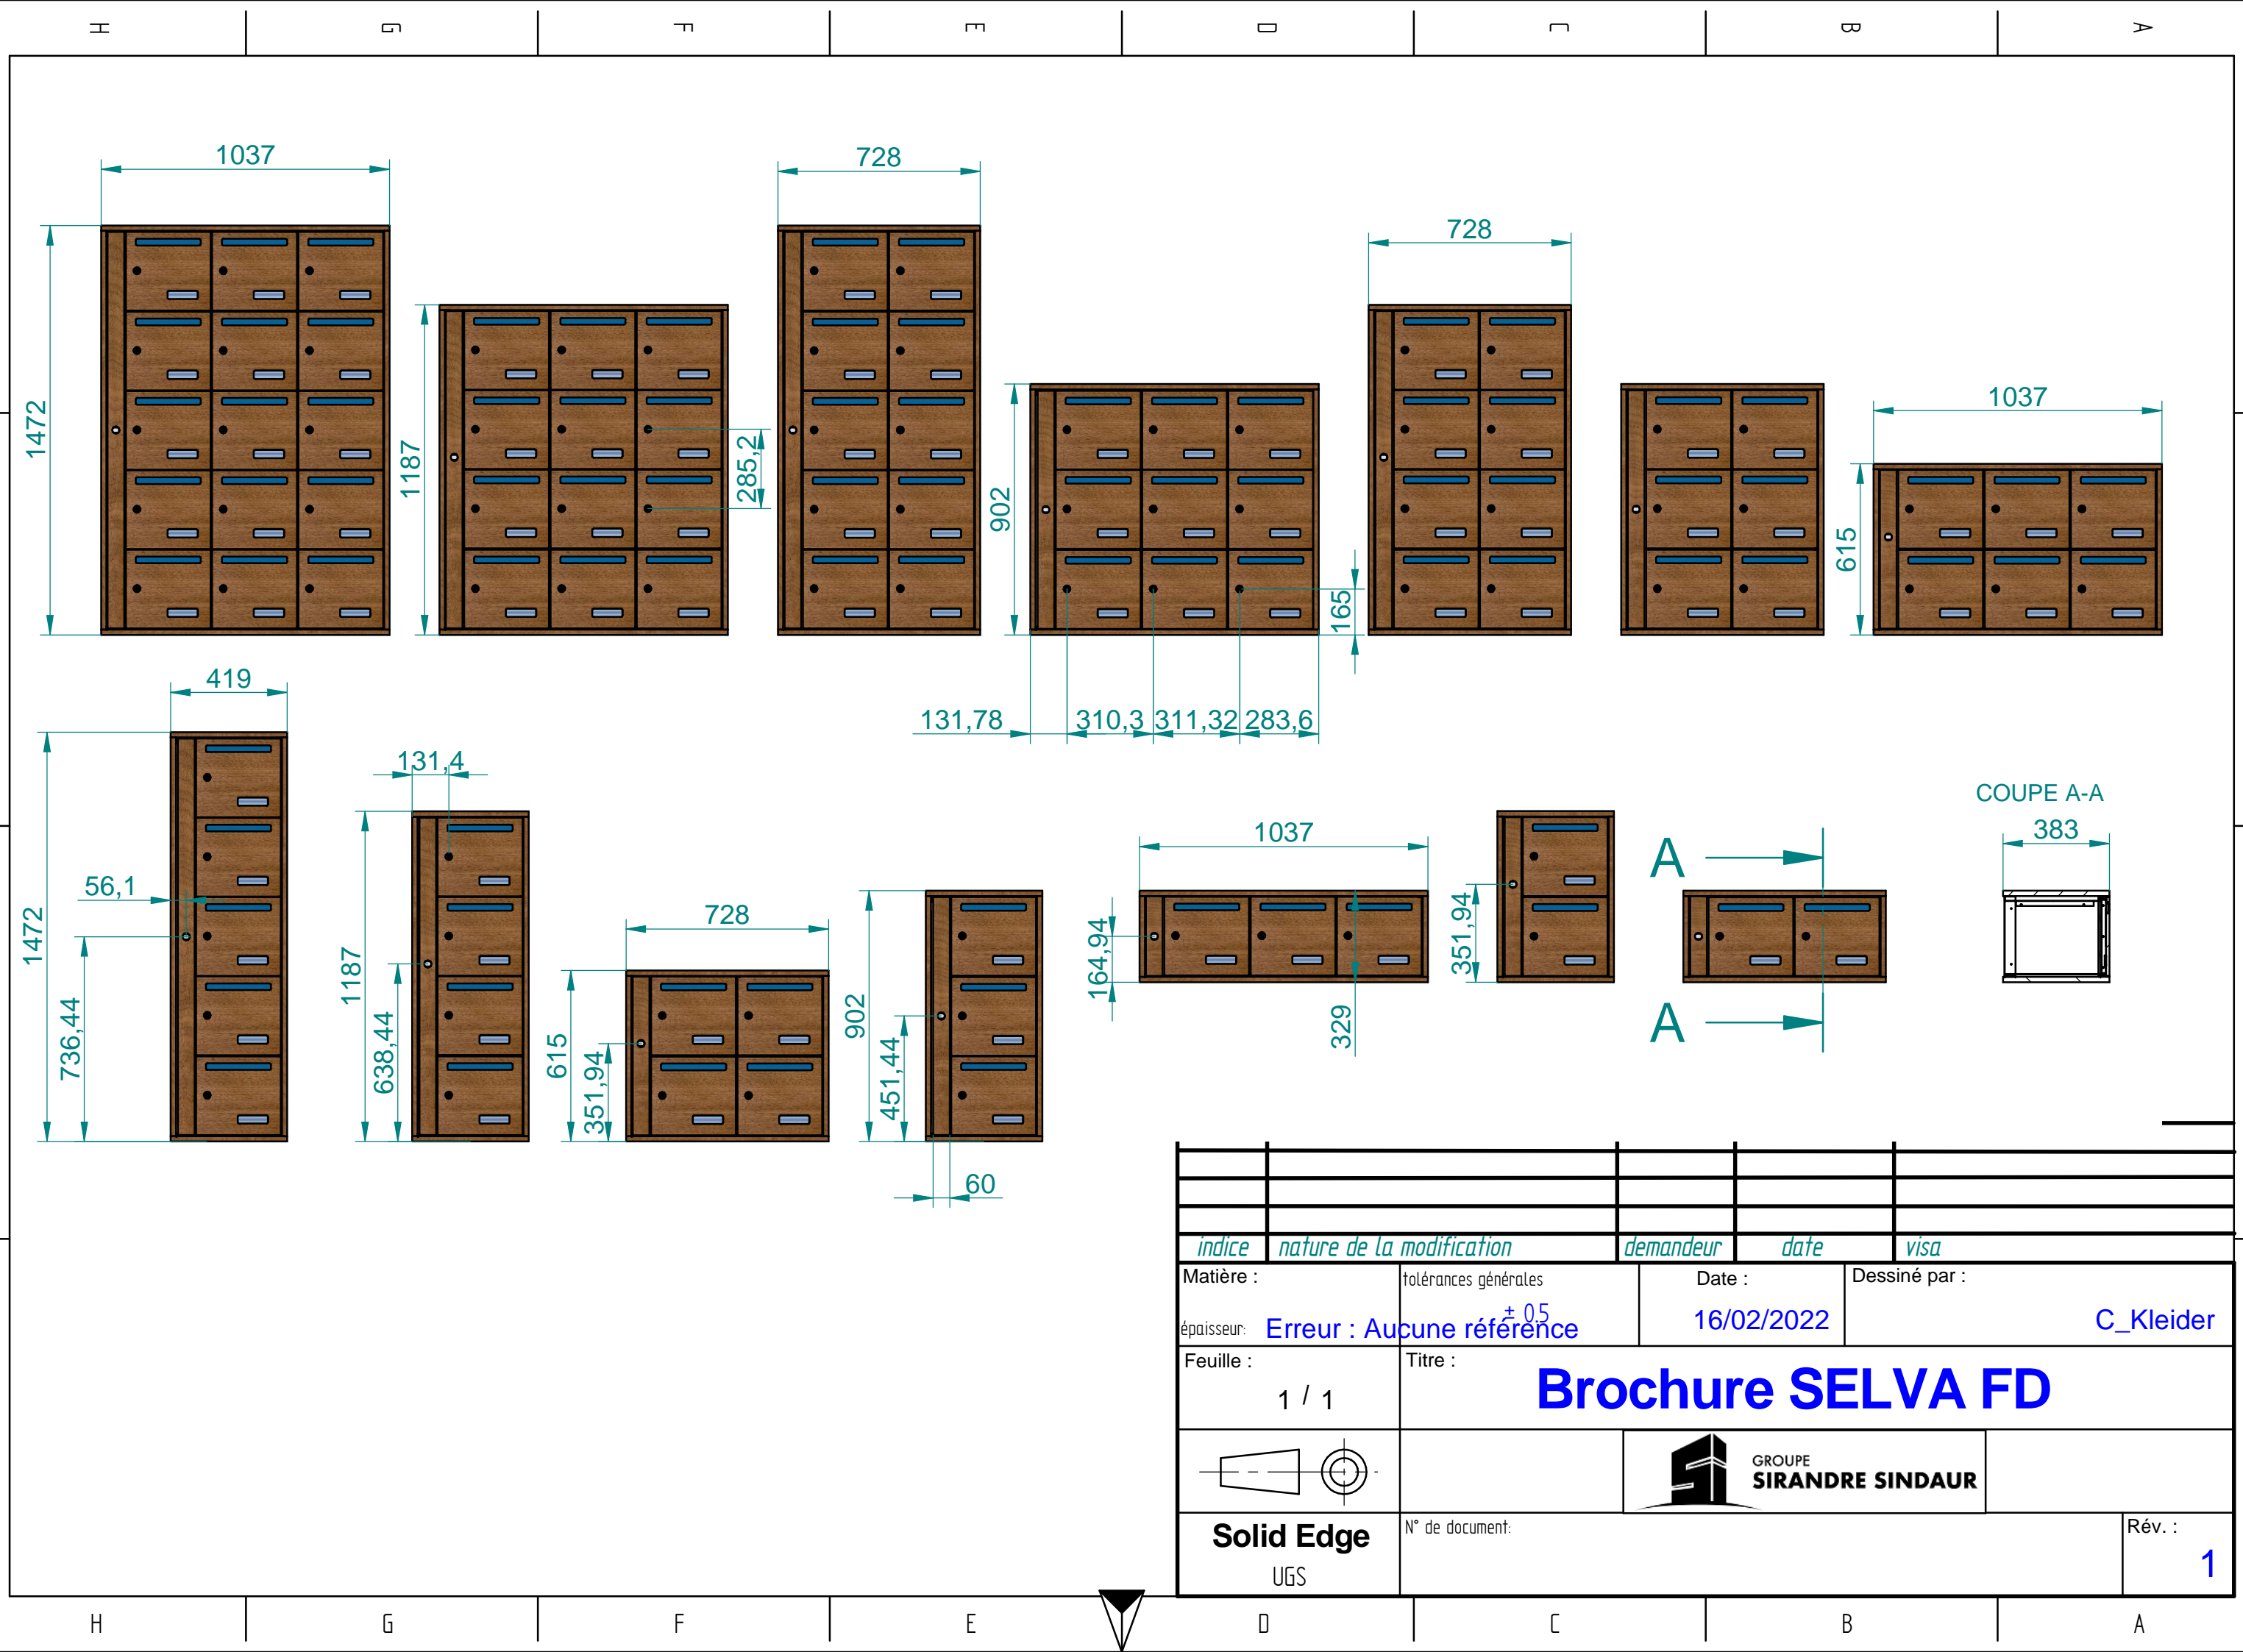 H G F E D C B A
1037
728
728
1037
1472
1187
285,2
902
165
615
131,78 310,3 311,32 283,6
419
131,4
56,1
1472
736,44
1187
638,44
728
615
351,94
902
451,44
60
1037
164,94
329
351,94
A
A
COUPE A-A
383
indice nature de la modification demandeur date visa
Matière :
tolérances générales
± 0.5
Date :
16/02/2022
Dessiné par :
C_Kleider
épaisseur: Erreur : Aucune référence
Feuille :
1 / 1
Titre :
Brochure SELVA FD
GROUPE
SIRANDRE SINDAUR
Solid Edge
UGS
N° de document:
Rév. :
1
H G F E D C B A